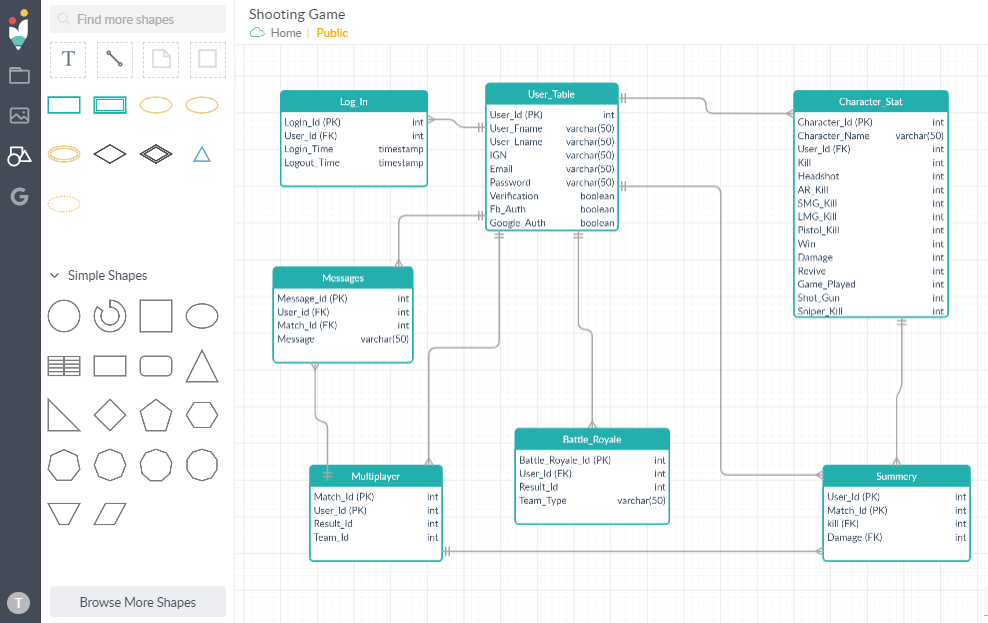 Find more shapes
T
G
Simple Shapes
Browse More Shapes
T
Shooting Game
Home | Public
Log_In
Login_Id (PK) int
User_Id (FK) int
Login_Time timestamp
Logout_Time timestamp
User_Table
User_Id (PK) int
User_Fname varchar(50)
User_Lname varchar(50)
IGN varchar(50)
Email varchar(50)
Password varchar(50)
Verification boolean
Fb_Auth boolean
Google_Auth boolean
Character_Stat
Character_Id (PK) int
Character_Name varchar(50)
User_Id (FK) int
Kill int
Headshot int
AR_Kill int
SMG_Kill int
LMG_Kill int
Pistol_Kill int
Win int
Damage int
Revive int
Game_Played int
Shot_Gun int
Sniper_Kill int
Messages
Message_Id (PK) int
User_id (FK) int
Match_Id (FK) int
Message varchar(50)
Battle_Royale
Battle_Royale_Id (PK) int
User_Id (FK) int
Result_Id int
Team_Type varchar(50)
Multiplayer
Match_Id (PK) int
User_Id (PK) int
Result_Id int
Team_Id int
Summery
User_Id (PK) int
Match_Id (PK) int
kill (FK) int
Damage (FK) int